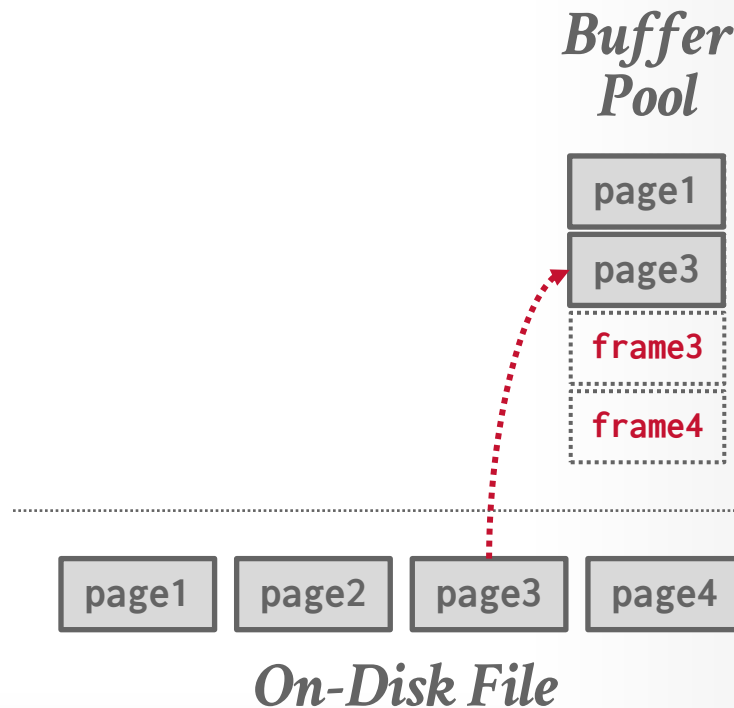 Buffer
Pool
page1
page3
frame3
frame4
page1 page2 page3 page4
On-Disk File